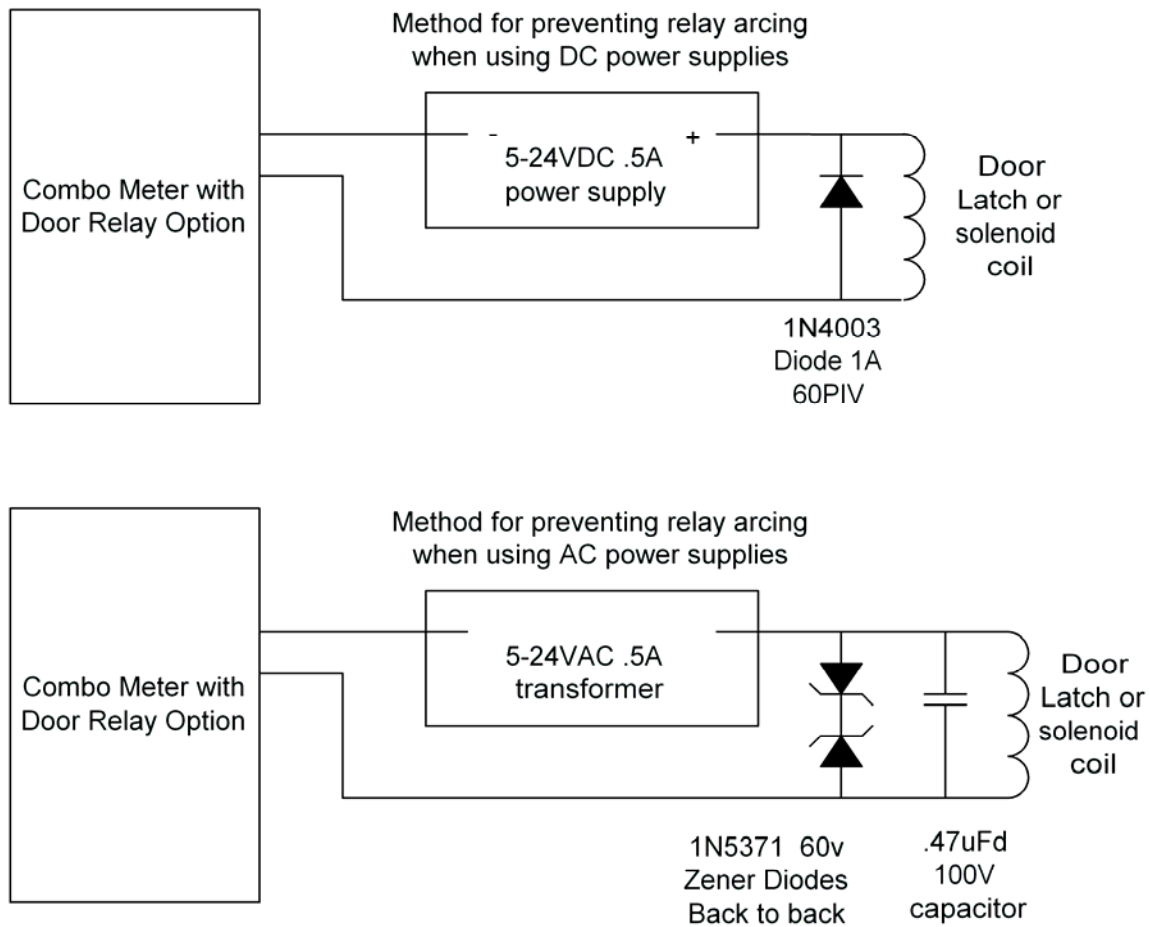 Method for preventing relay arcing
when using DC power supplies
Combo Meter with
Door Relay Option
- +
5-24VDC .5A
power supply
Door
Latch or
solenoid
coil
1N4003
Diode 1A
60PIV
Method for preventing relay arcing
when using AC power supplies
Combo Meter with
Door Relay Option
5-24VAC .5A
transformer
Door
Latch or
solenoid
coil
1N5371 60v
Zener Diodes
Back to back
.47uFd
100V
capacitor